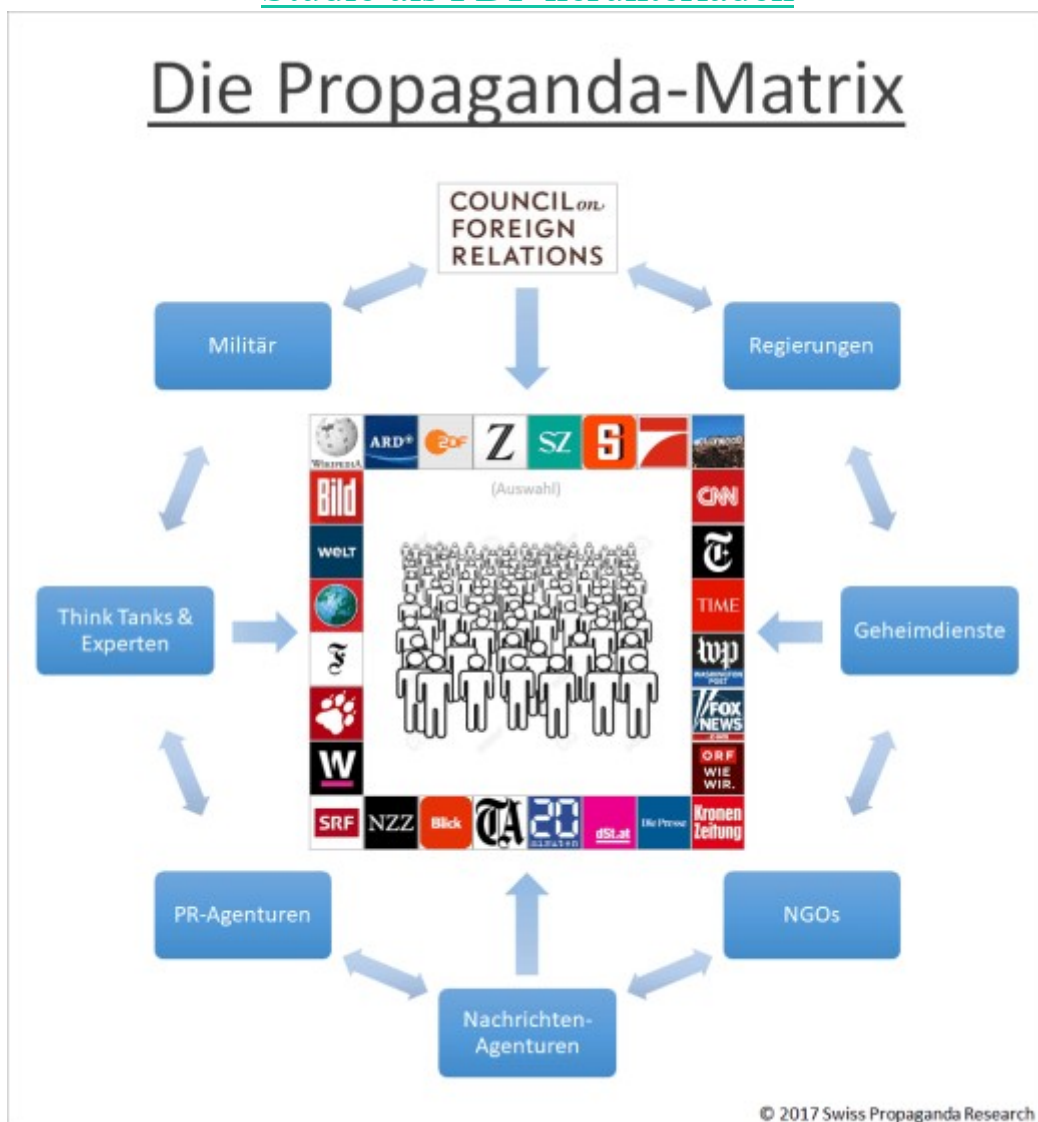 Die Propaganda-Matrix
COUNCIL on
FOREIGN
RELATIONS
Militär
Regierungen
WIKIPEDIA
ARD
ZDF
Z
SZ
S
Bild
(Auswahl)
CNN
WELT
T
TIME
Think Tanks &
Experten
Geheimdienste
F
wp
WASHINGTON
POST
FOX
NEWS
W
ORF
WIE
WIR.
SRF
NZZ
Blick
TA
20
minuten
dSt.at
Die Presse
Kronen
Zeitung
PR-Agenturen
NGOs
Nachrichten-
Agenturen
© 2017 Swiss Propaganda Research